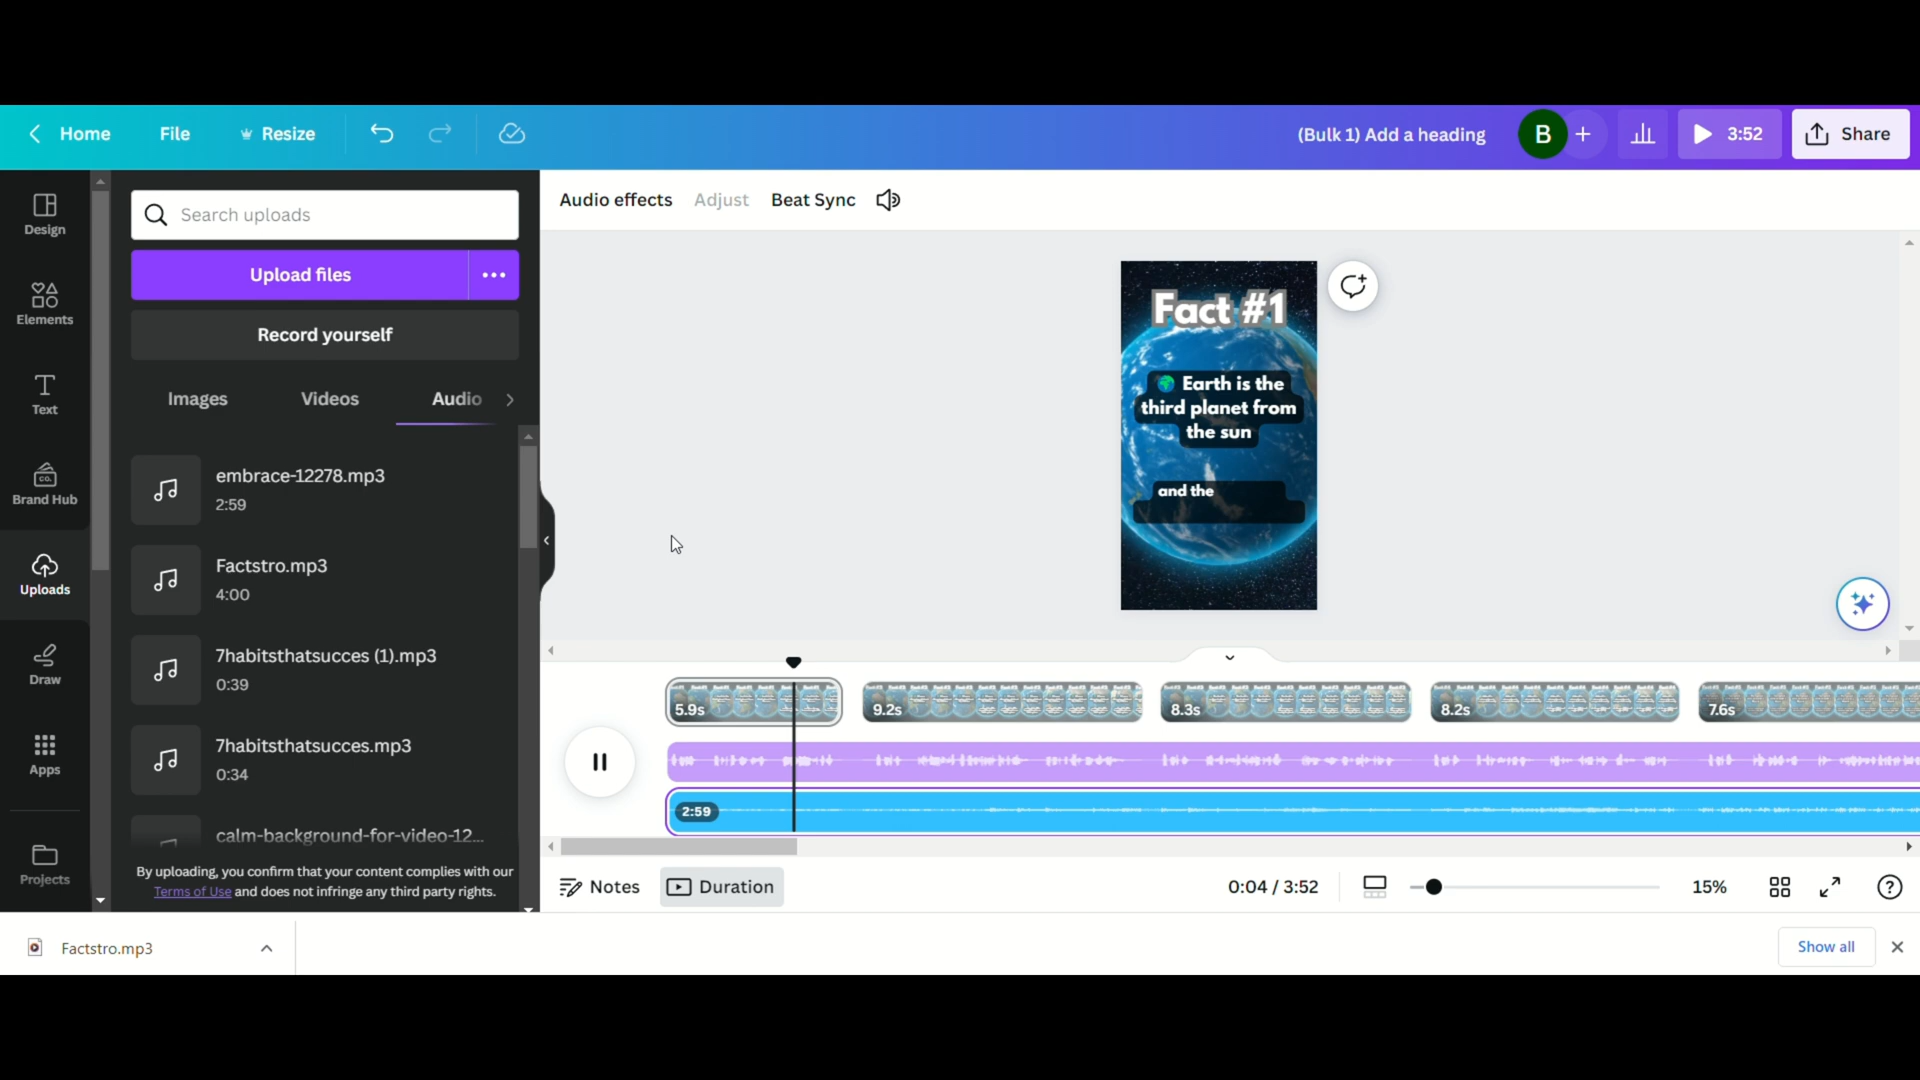 Home
File
Resize
(Bulk 1) Add a heading
B
3:52
Share
Design
Elements
Text
CO.
Brand Hub
Uploads
Draw
Apps
Projects
Search uploads
Upload files
Record yourself
Images
Videos
Audio
embrace-12278.mp3
2:59
Factstro.mp3
4:00
7habitsthatsucces (1).mp3
0:39
7habitsthatsucces.mp3
0:34
calm-background-for-video-12...
By uploading, you confirm that your content complies with our
Terms of Use and does not infringe any third party rights.
Audio effects
Adjust
Beat Sync
Fact #1
🌍 Earth is the
third planet from
the sun
and the
5.9s
9.2s
8.3s
8.2s
7.6s
2:59
Notes
Duration
0:04 / 3:52
15%
Factstro.mp3
Show all